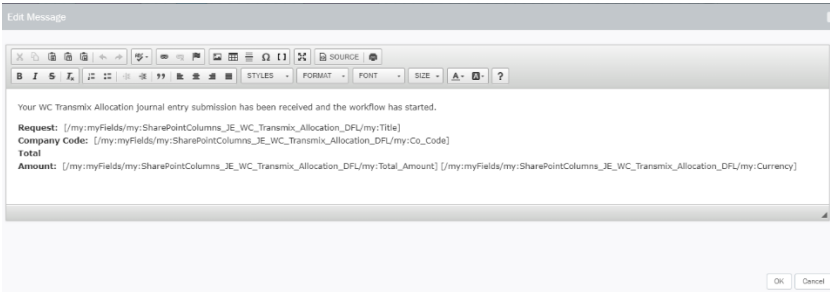 Edit Message
SOURCE
B I S Tx STYLES FORMAT FONT SIZE A A ?
Your WC Transmix Allocation journal entry submission has been received and the workflow has started.
Request: [/my:myFields/my:SharePointColumns_JE_WC_Transmix_Allocation_DFL/my:Title]
Company Code: [/my:myFields/my:SharePointColumns_JE_WC_Transmix_Allocation_DFL/my:Co_Code]
Total
Amount: [/my:myFields/my:SharePointColumns_JE_WC_Transmix_Allocation_DFL/my:Total_Amount] [/my:myFields/my:SharePointColumns_JE_WC_Transmix_Allocation_DFL/my:Currency]
OK Cancel